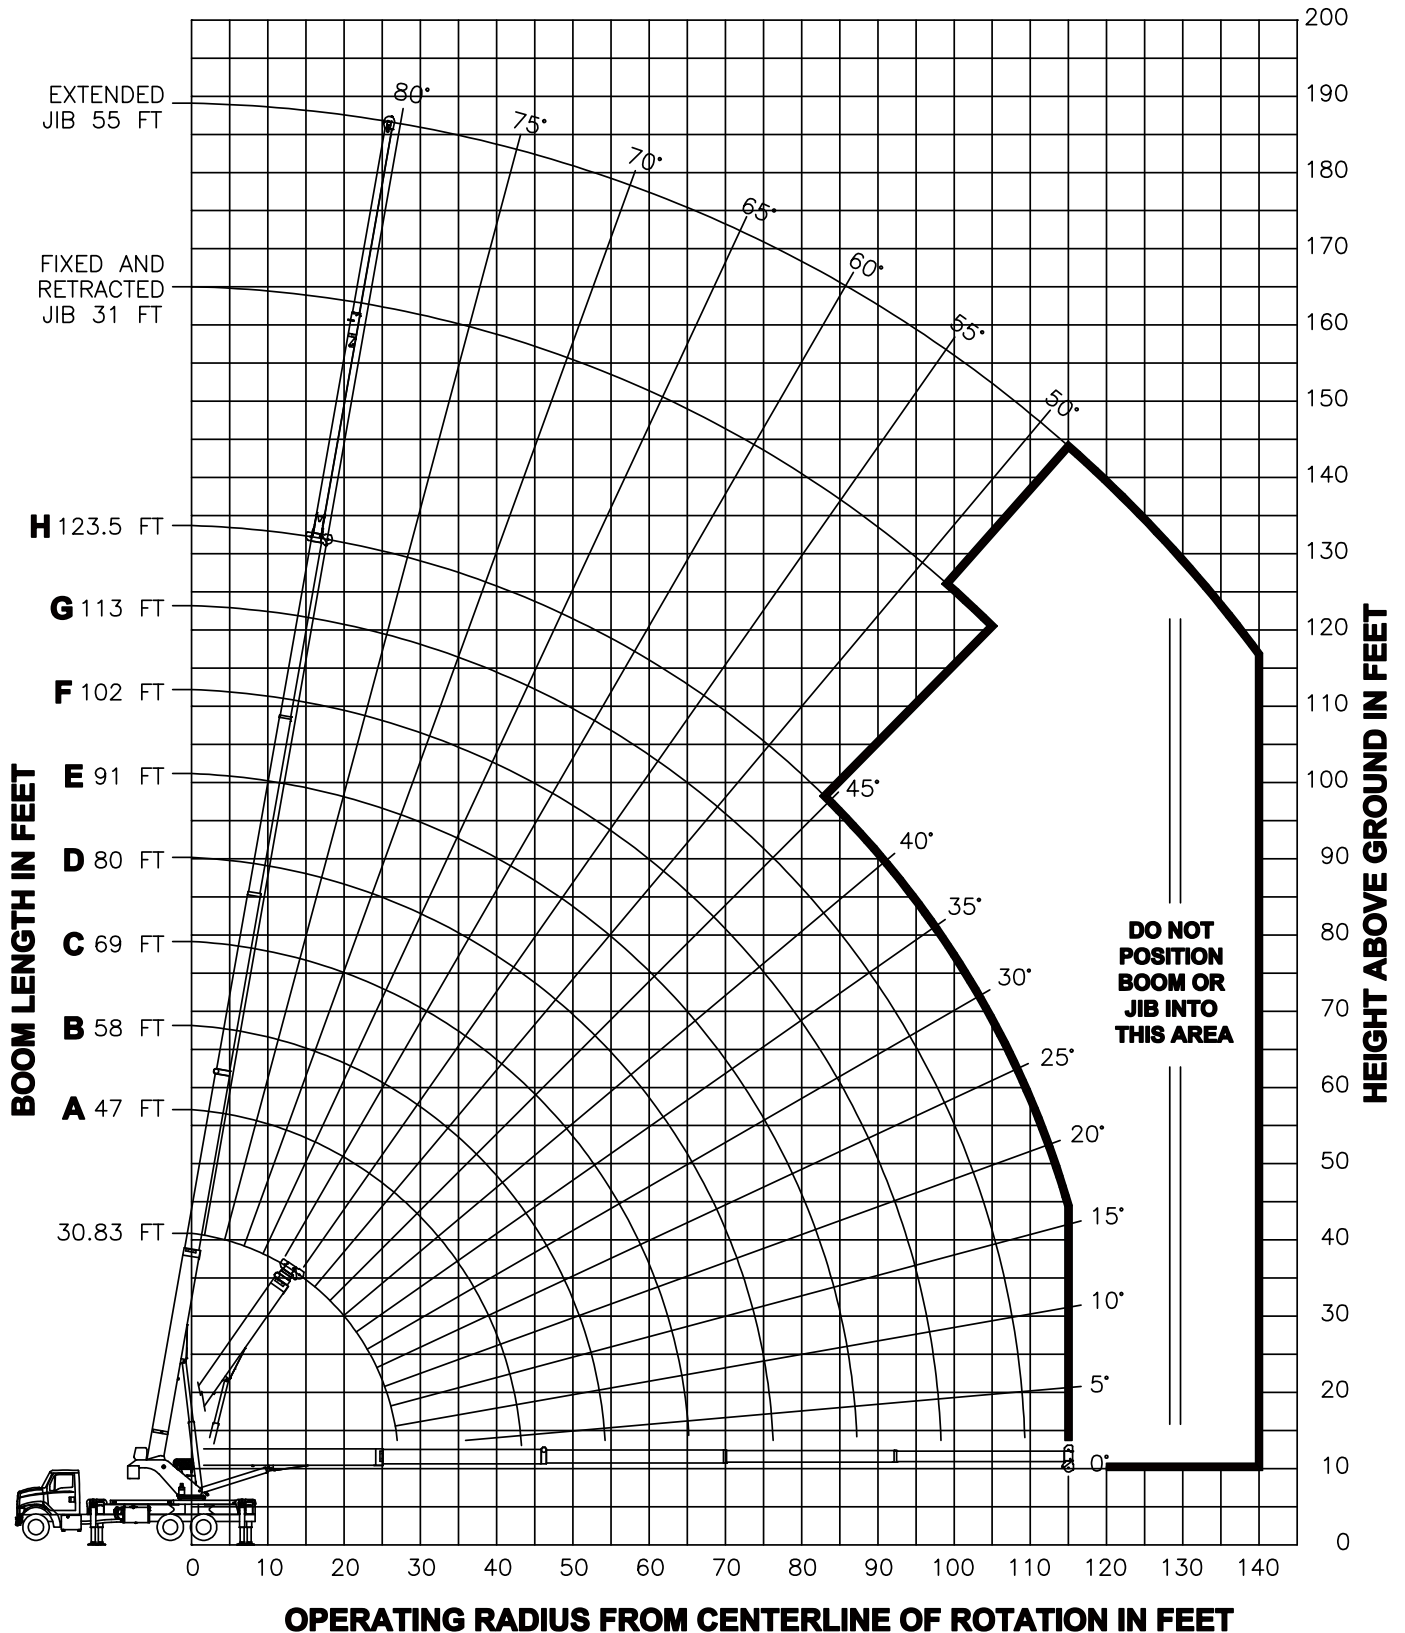 200
EXTENDED
JIB 55 FT
190
80°
75°
70°
180
65°
170
60°
FIXED AND
RETRACTED
JIB 31 FT
160
55°
150
50°
140
H 123.5 FT
130
G 113 FT
120
F 102 FT
110
E 91 FT
100
45°
40°
D 80 FT
90
35°
C 69 FT
80
30°
B 58 FT
70
25°
A 47 FT
60
20°
50
15°
30.83 FT
40
10°
30
5°
20
0°
10
0
BOOM LENGTH IN FEET
HEIGHT ABOVE GROUND IN FEET
DO NOT
POSITION
BOOM OR
JIB INTO
THIS AREA
0 10 20 30 40 50 60 70 80 90 100 110 120 130 140
OPERATING RADIUS FROM CENTERLINE OF ROTATION IN FEET